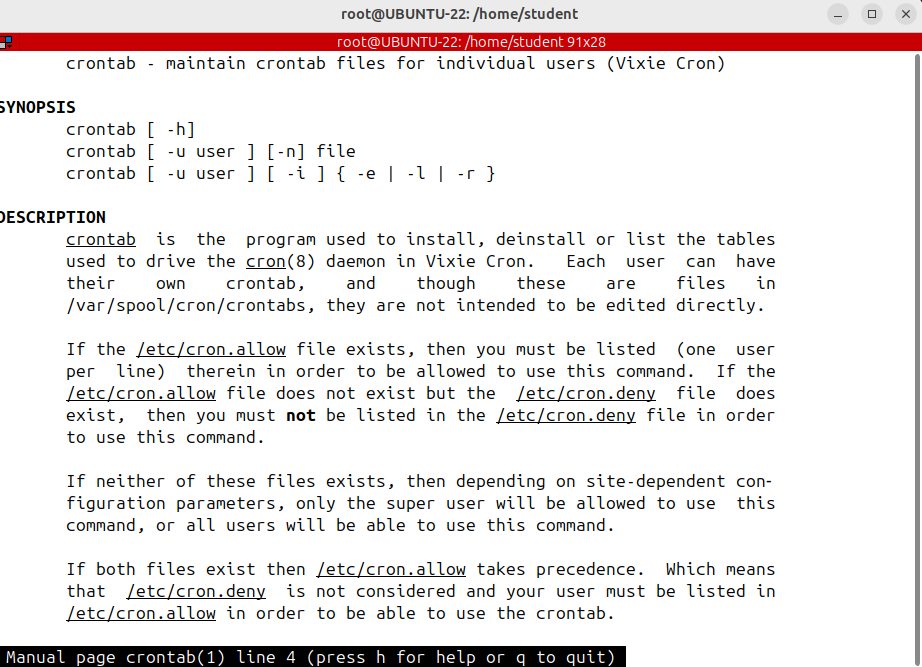 root@UBUNTU-22: /home/student
root@UBUNTU-22: /home/student 91x28
crontab - maintain crontab files for individual users (Vixie Cron)
SYNOPSIS
crontab [ -h]
crontab [ -u user ] [-n] file
crontab [ -u user ] [ -i ] { -e | -l | -r }
DESCRIPTION
crontab is the program used to install, deinstall or list the tables
used to drive the cron(8) daemon in Vixie Cron. Each user can have
their own crontab, and though these are files in
/var/spool/cron/crontabs, they are not intended to be edited directly.
If the /etc/cron.allow file exists, then you must be listed (one user
per line) therein in order to be allowed to use this command. If the
/etc/cron.allow file does not exist but the /etc/cron.deny file does
exist, then you must not be listed in the /etc/cron.deny file in order
to use this command.
If neither of these files exists, then depending on site-dependent con-
figuration parameters, only the super user will be allowed to use this
command, or all users will be able to use this command.
If both files exist then /etc/cron.allow takes precedence. Which means
that /etc/cron.deny is not considered and your user must be listed in
/etc/cron.allow in order to be able to use the crontab.
Manual page crontab(1) line 4 (press h for help or q to quit)